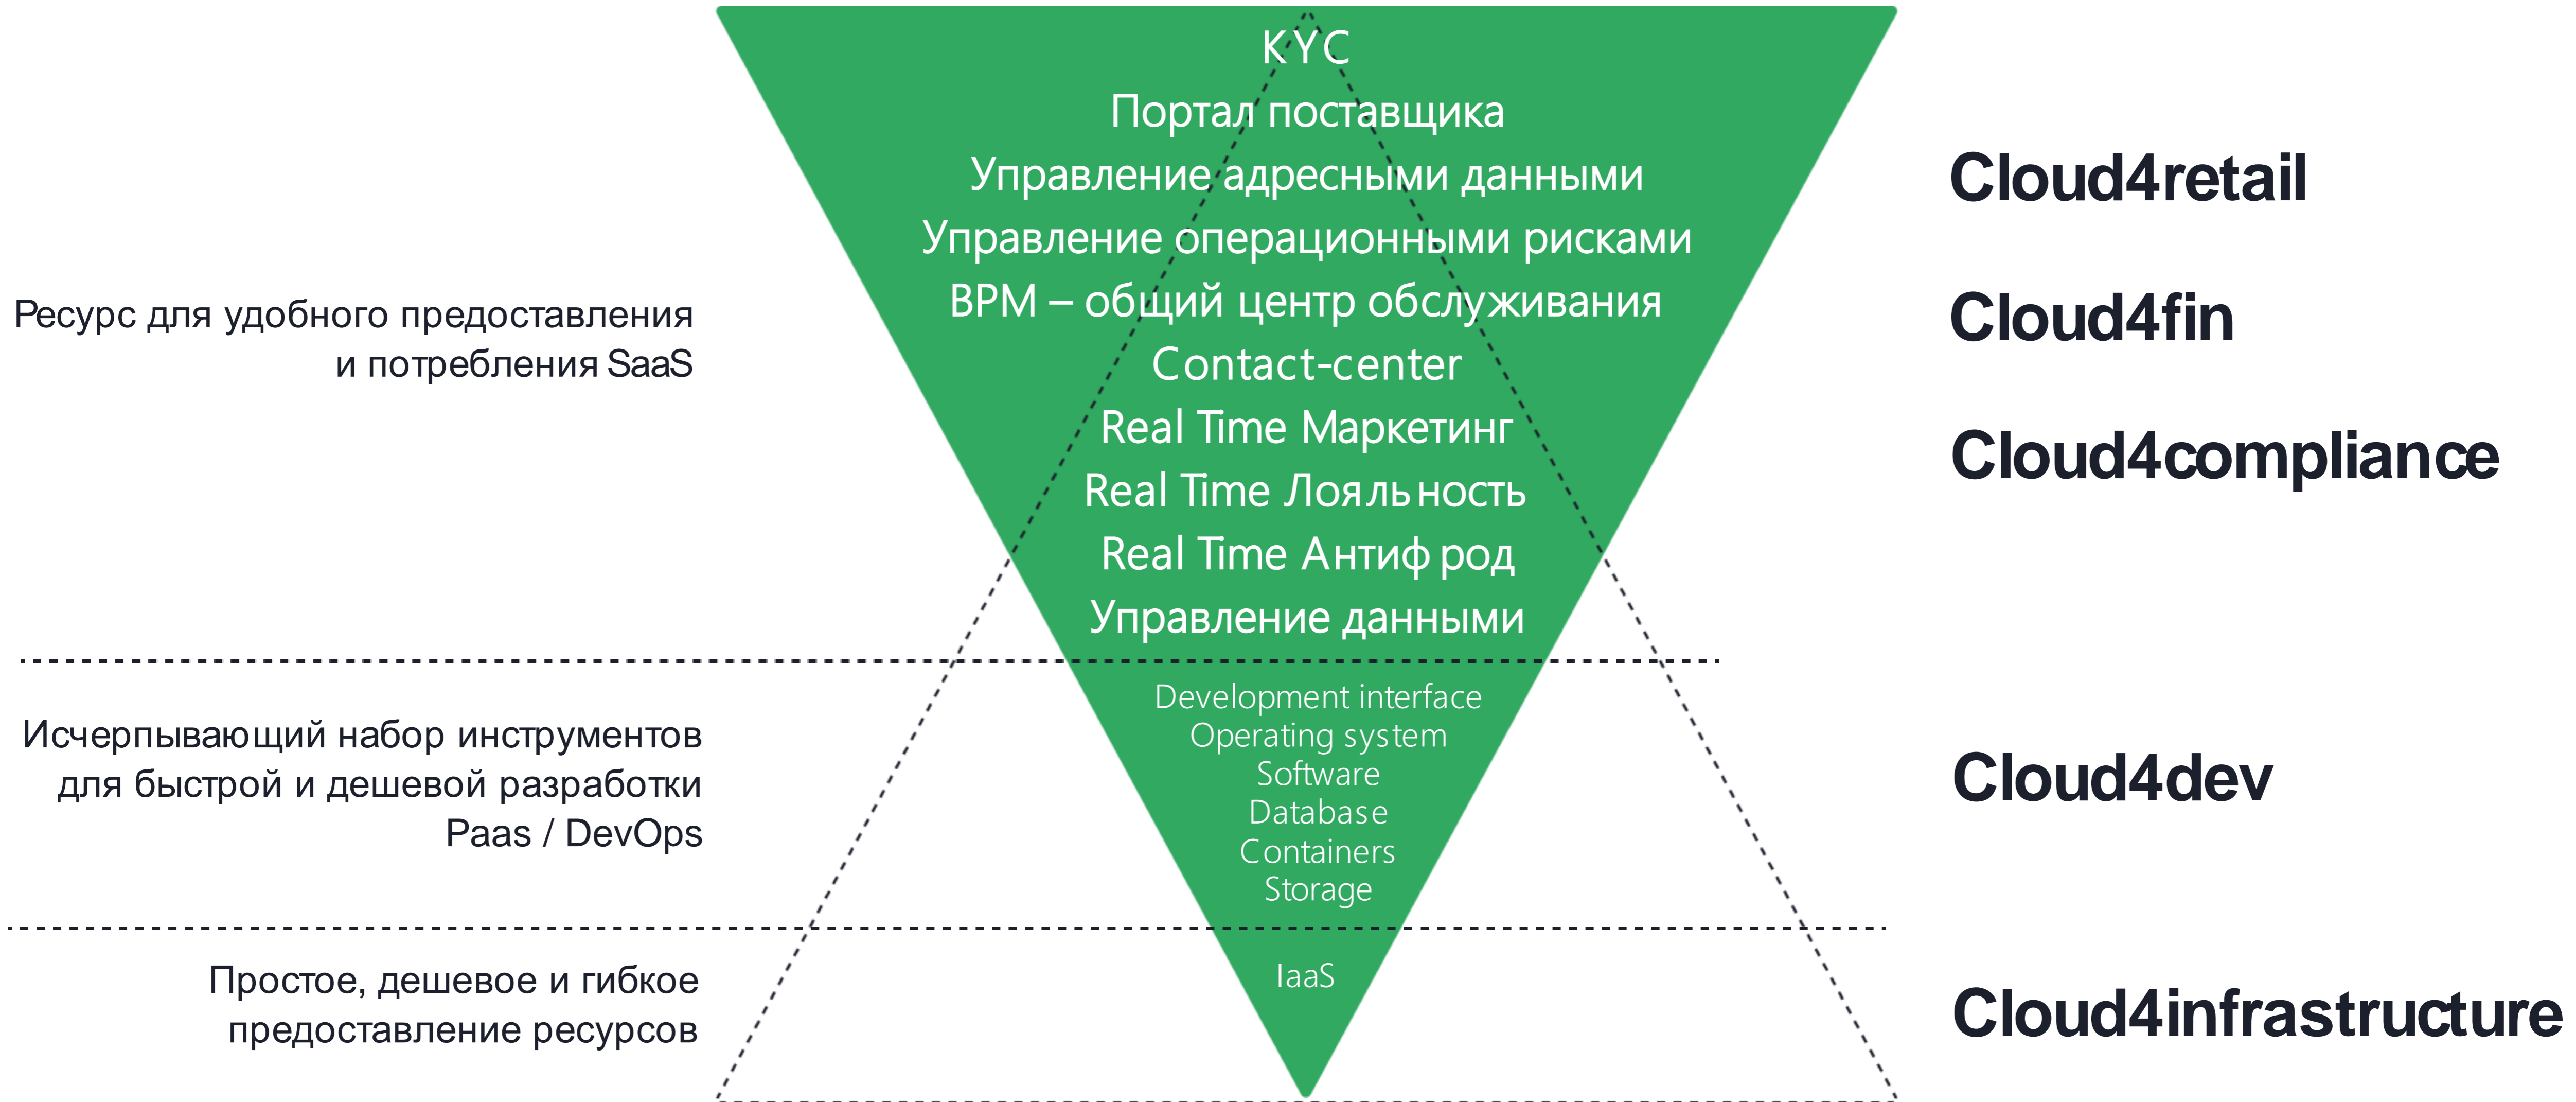 KYC
Портал поставщика
Управление адресными данными
Управление операционными рисками
BPM – общий центр обслуживания
Contact-center
Real Time Маркетинг
Real Time Лояльность
Real Time Антифрод
Управление данными
Ресурс для удобного предоставления
и потребления SaaS
Cloud4retail
Cloud4fin
Cloud4compliance
Development interface
Operating system
Software
Database
Containers
Storage
Исчерпывающий набор инструментов
для быстрой и дешевой разработки
Paas / DevOps
Cloud4dev
IaaS
Простое, дешевое и гибкое
предоставление ресурсов
Cloud4infrastructure